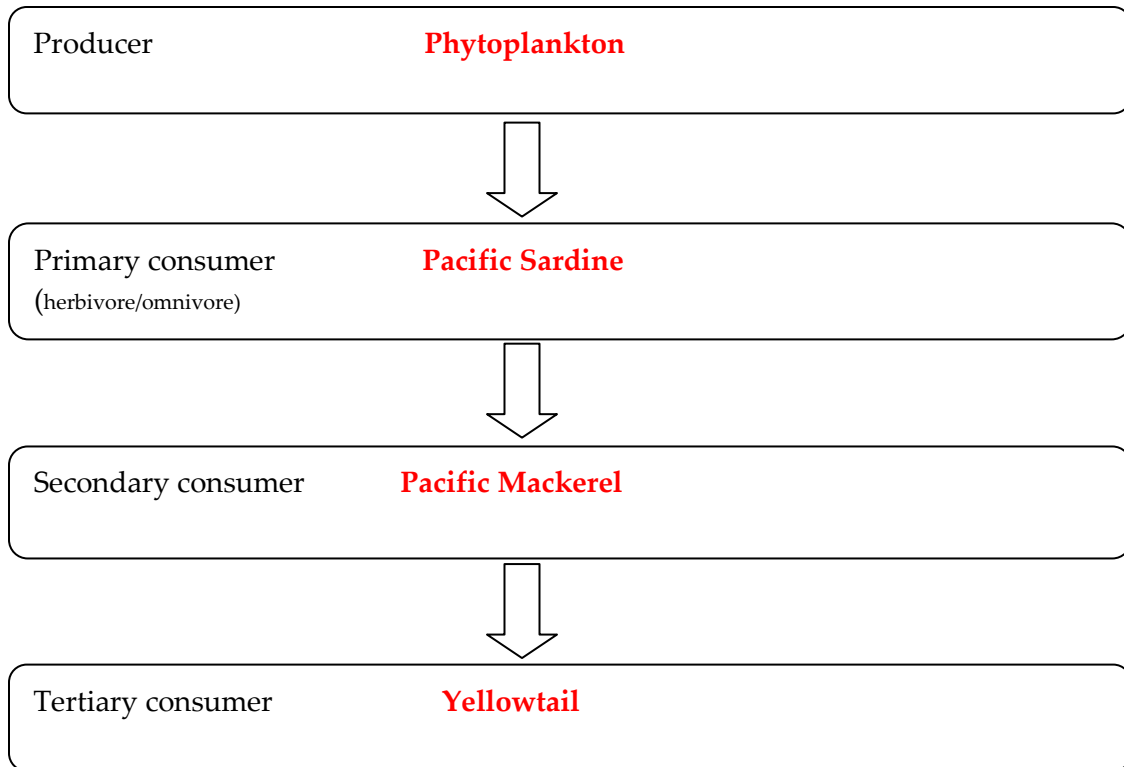 Producer Phytoplankton
Primary consumer Pacific Sardine
(herbivore/omnivore)
Secondary consumer Pacific Mackerel
Tertiary consumer Yellowtail